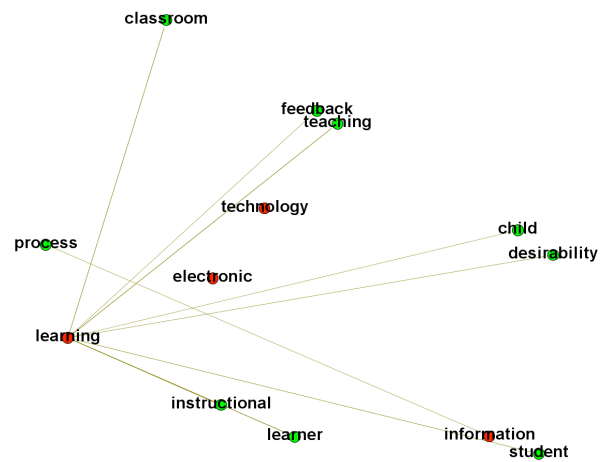 classroom
feedback
teaching
technology
child
process
desirability
electronic
learning
instructional
learner
information
student